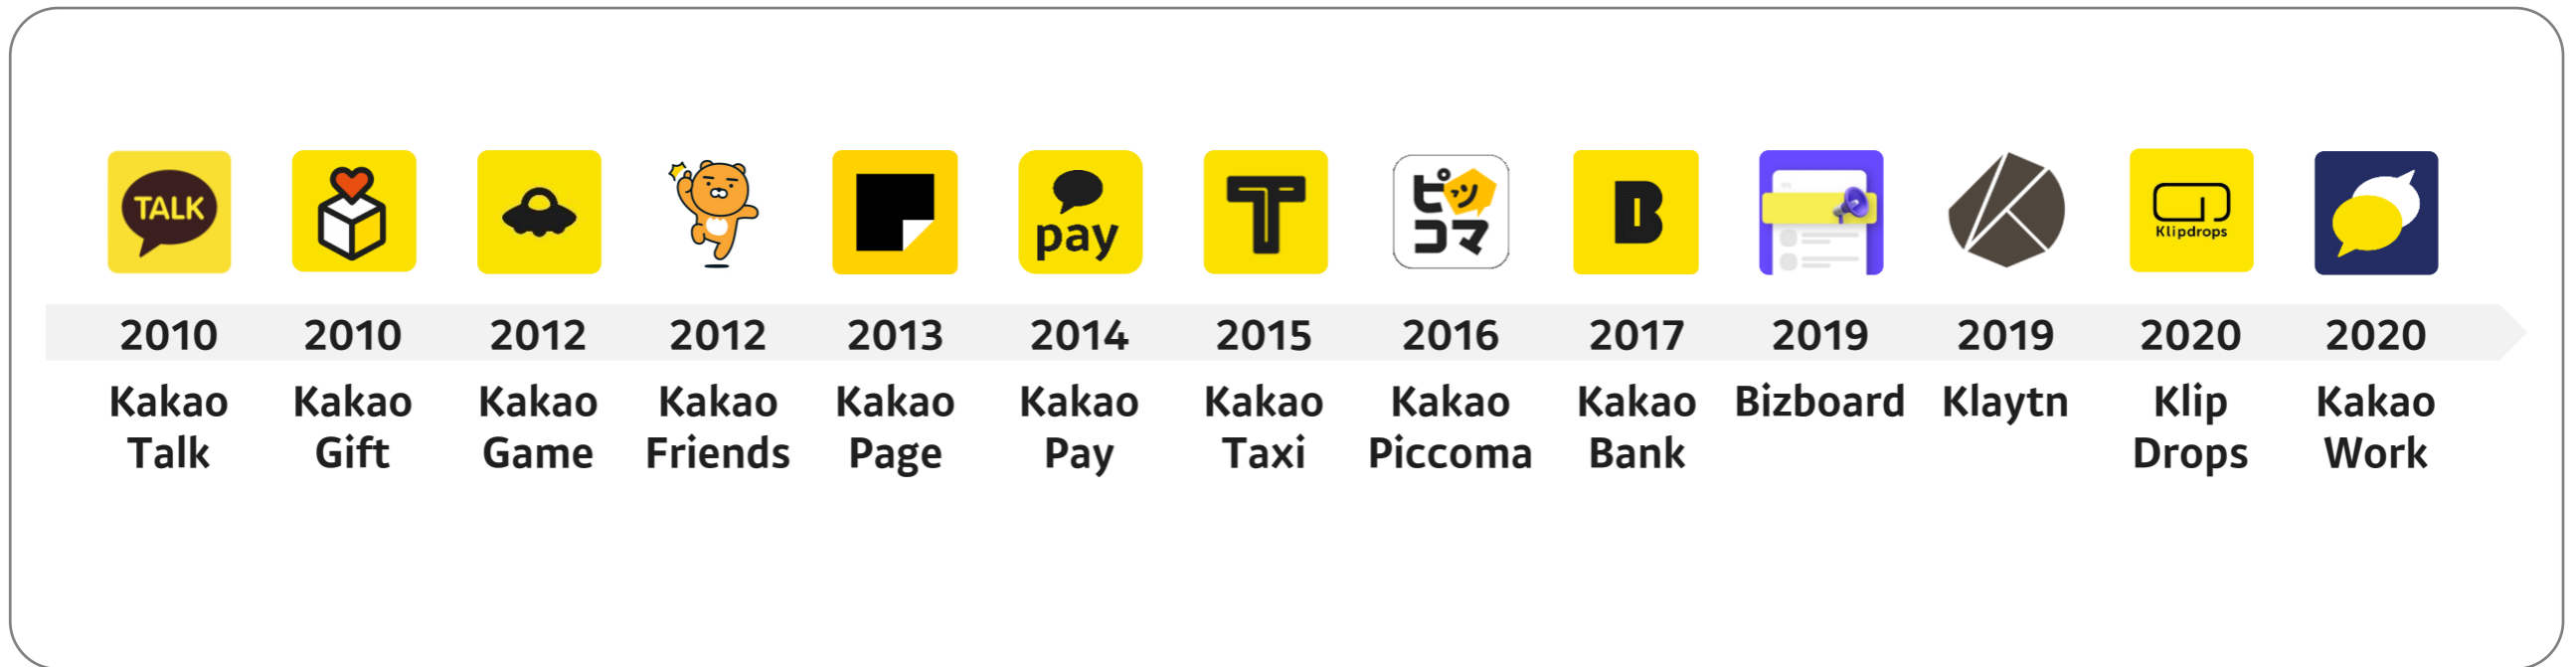 TALK
pay
T
ピッ
コマ
B
Klipdrops
2010 2010 2012 2012 2013 2014 2015 2016 2017 2019 2019 2020 2020
Kakao Kakao Kakao Kakao Kakao Kakao Kakao Kakao Kakao Bizboard Klaytn Klip Kakao
Talk Gift Game Friends Page Pay Taxi Piccoma Bank Drops Work